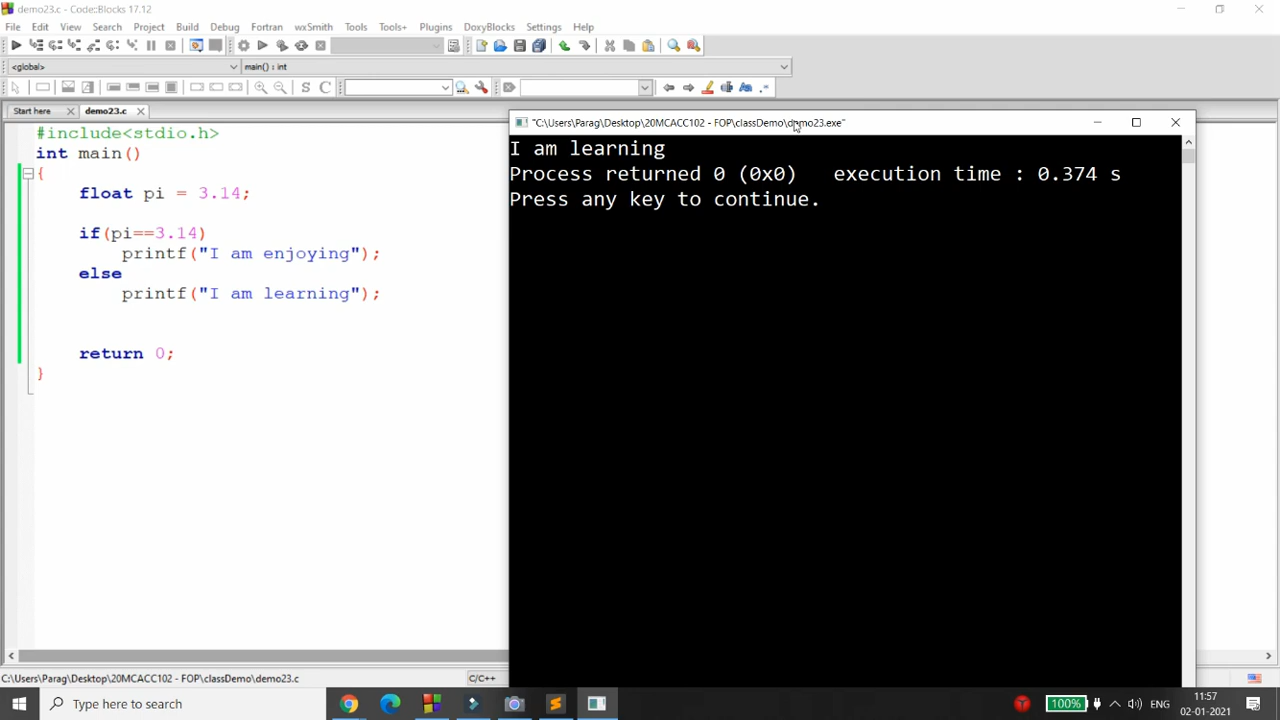 demo23.c - Code::Blocks 17.12
File Edit View Search Project Build Debug Fortran wxSmith Tools Tools+ Plugins DoxyBlocks Settings Help
<global> main() : int
S C
Start here demo23.c
#include<stdio.h>
int main()
{
float pi = 3.14;
if(pi==3.14)
printf("I am enjoying");
else
printf("I am learning");
return 0;
}
"C:\Users\Parag\Desktop\20MCACC102 - FOP\classDemo\demo23.exe"
I am learning
Process returned 0 (0x0) execution time : 0.374 s
Press any key to continue.
C:\Users\Parag\Desktop\20MCACC102 - FOP\classDemo\demo23.c C/C++
Type here to search
100% ENG 11:57
02-01-2021